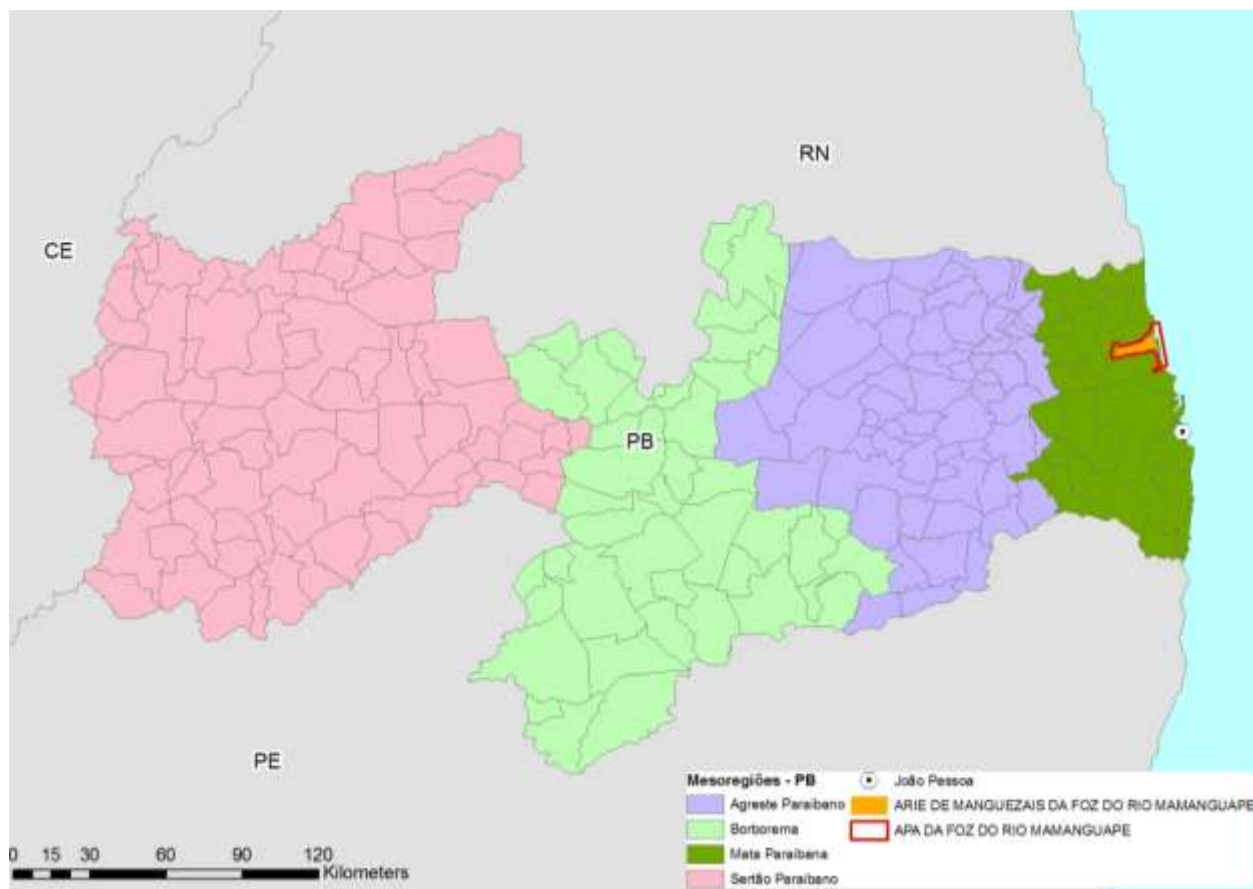 RN
CE
PB
PE
Mesoregiões - PB
João Pessoa
Agreste Paraibano
ARIE DE MANGUEZAIS DA FOZ DO RIO MAMANGUAPE
Borborema
APA DA FOZ DO RIO MAMANGUAPE
Mata Paraibana
Sertão Paraibano
0 15 30 60 90 120
Kilometers